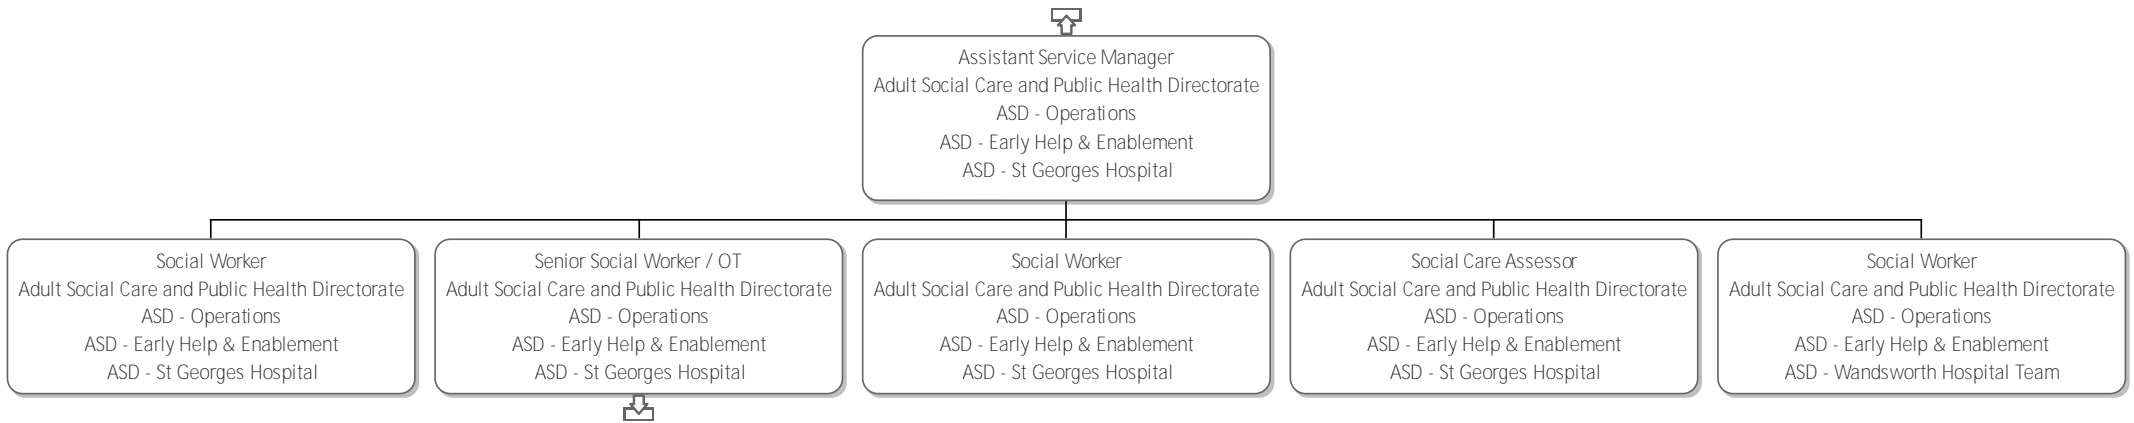 Assistant Service Manager
Adult Social Care and Public Health Directorate
ASD - Operations
ASD - Early Help & Enablement
ASD - St Georges Hospital
Social Worker
Adult Social Care and Public Health Directorate
ASD - Operations
ASD - Early Help & Enablement
ASD - St Georges Hospital
Senior Social Worker / OT
Adult Social Care and Public Health Directorate
ASD - Operations
ASD - Early Help & Enablement
ASD - St Georges Hospital
Social Worker
Adult Social Care and Public Health Directorate
ASD - Operations
ASD - Early Help & Enablement
ASD - St Georges Hospital
Social Care Assessor
Adult Social Care and Public Health Directorate
ASD - Operations
ASD - Early Help & Enablement
ASD - St Georges Hospital
Social Worker
Adult Social Care and Public Health Directorate
ASD - Operations
ASD - Early Help & Enablement
ASD - Wandsworth Hospital Team